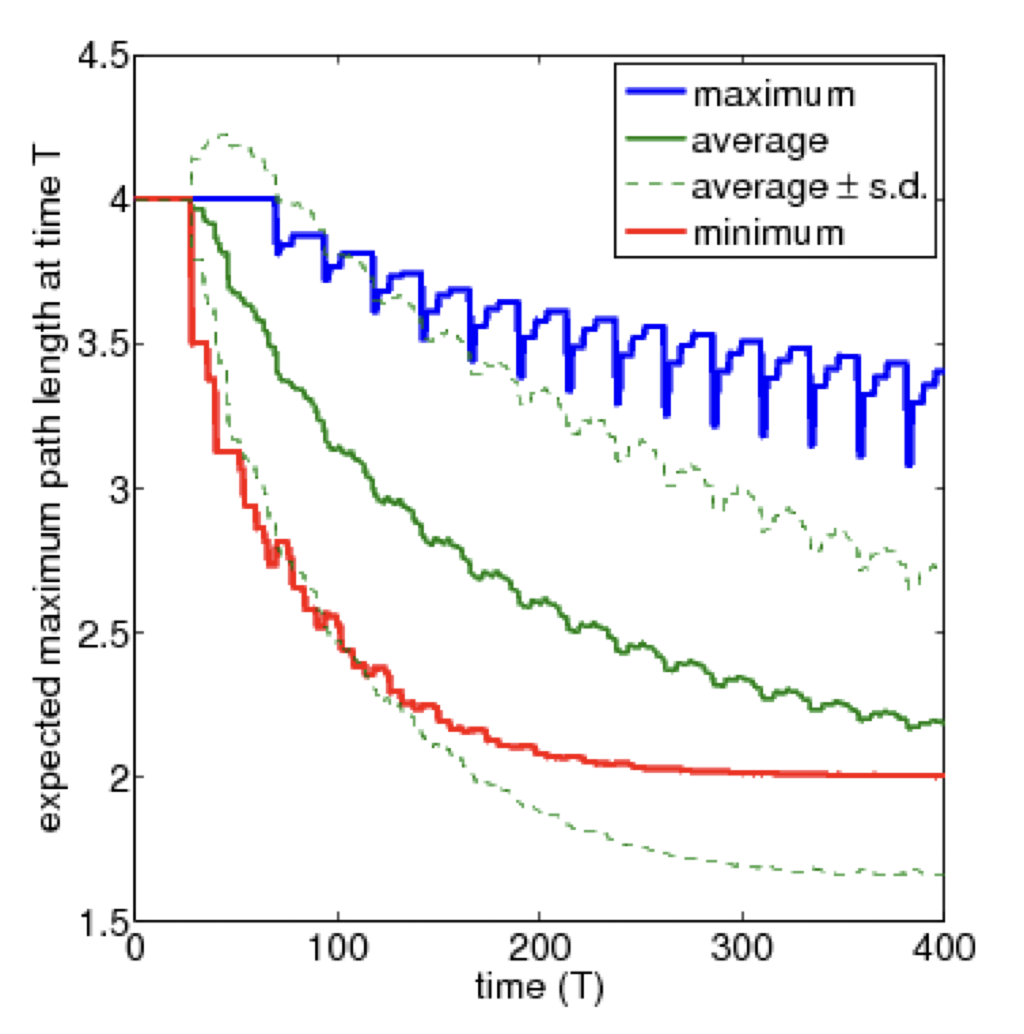 4.5
4
3.5
3
2.5
2
1.5
expected maximum path length at time T
maximum
average
average ± s.d.
minimum
0 100 200 300 400
time (T)